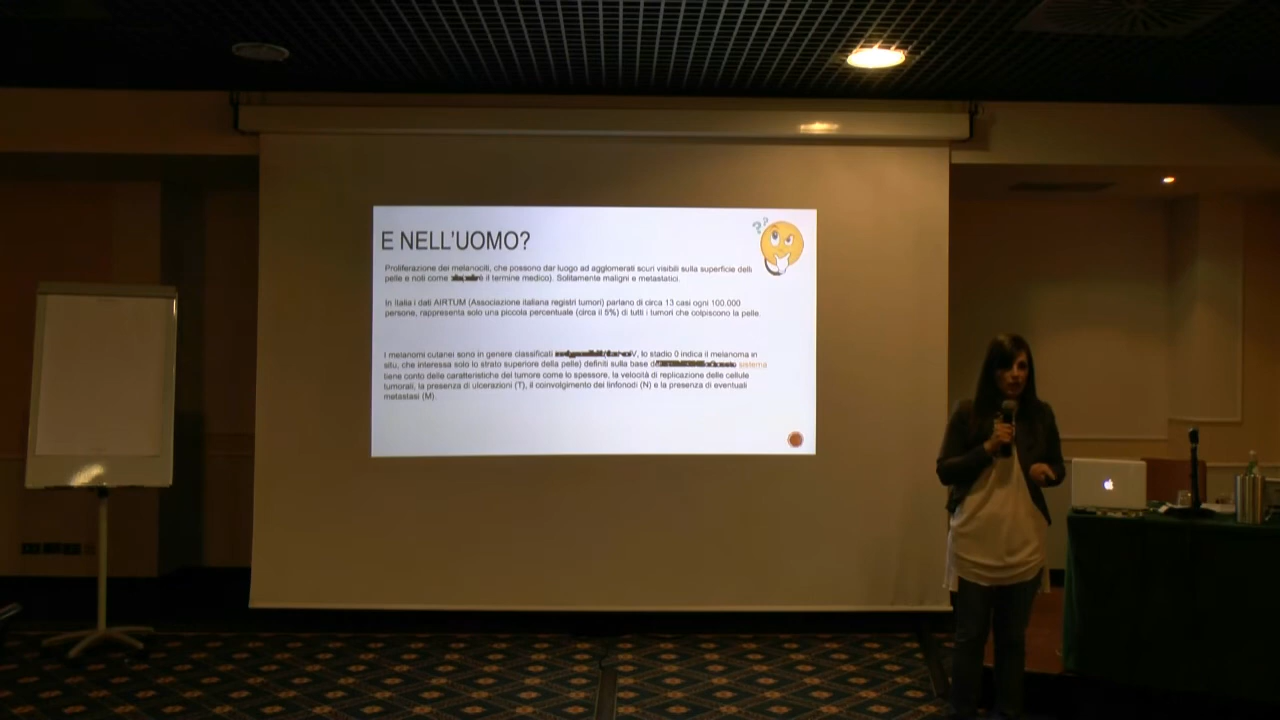 E NELL'UOMO?
??
Proliferazione dei melanociti, che possono dar luogo ad agglomerati scuri visibili sulla superficie della
pelle e noti come è il termine medico). Solitamente maligni e metastatici.
In Italia i dati AIRTUM (Associazione italiana registri tumori) parlano di circa 13 casi ogni 100.000
persone, rappresenta solo una piccola percentuale (circa il 5%) di tutti i tumori che colpiscono la pelle.
I melanomi cutanei sono in genere classificati V, lo stadio 0 indica il melanoma in
situ, che interessa solo lo strato superiore della pelle) definiti sulla base sistema
tiene conto delle caratteristiche del tumore come lo spessore, la velocità di replicazione delle cellule
tumorali, la presenza di ulcerazioni (T), il coinvolgimento dei linfonodi (N) e la presenza di eventuali
metastasi (M).